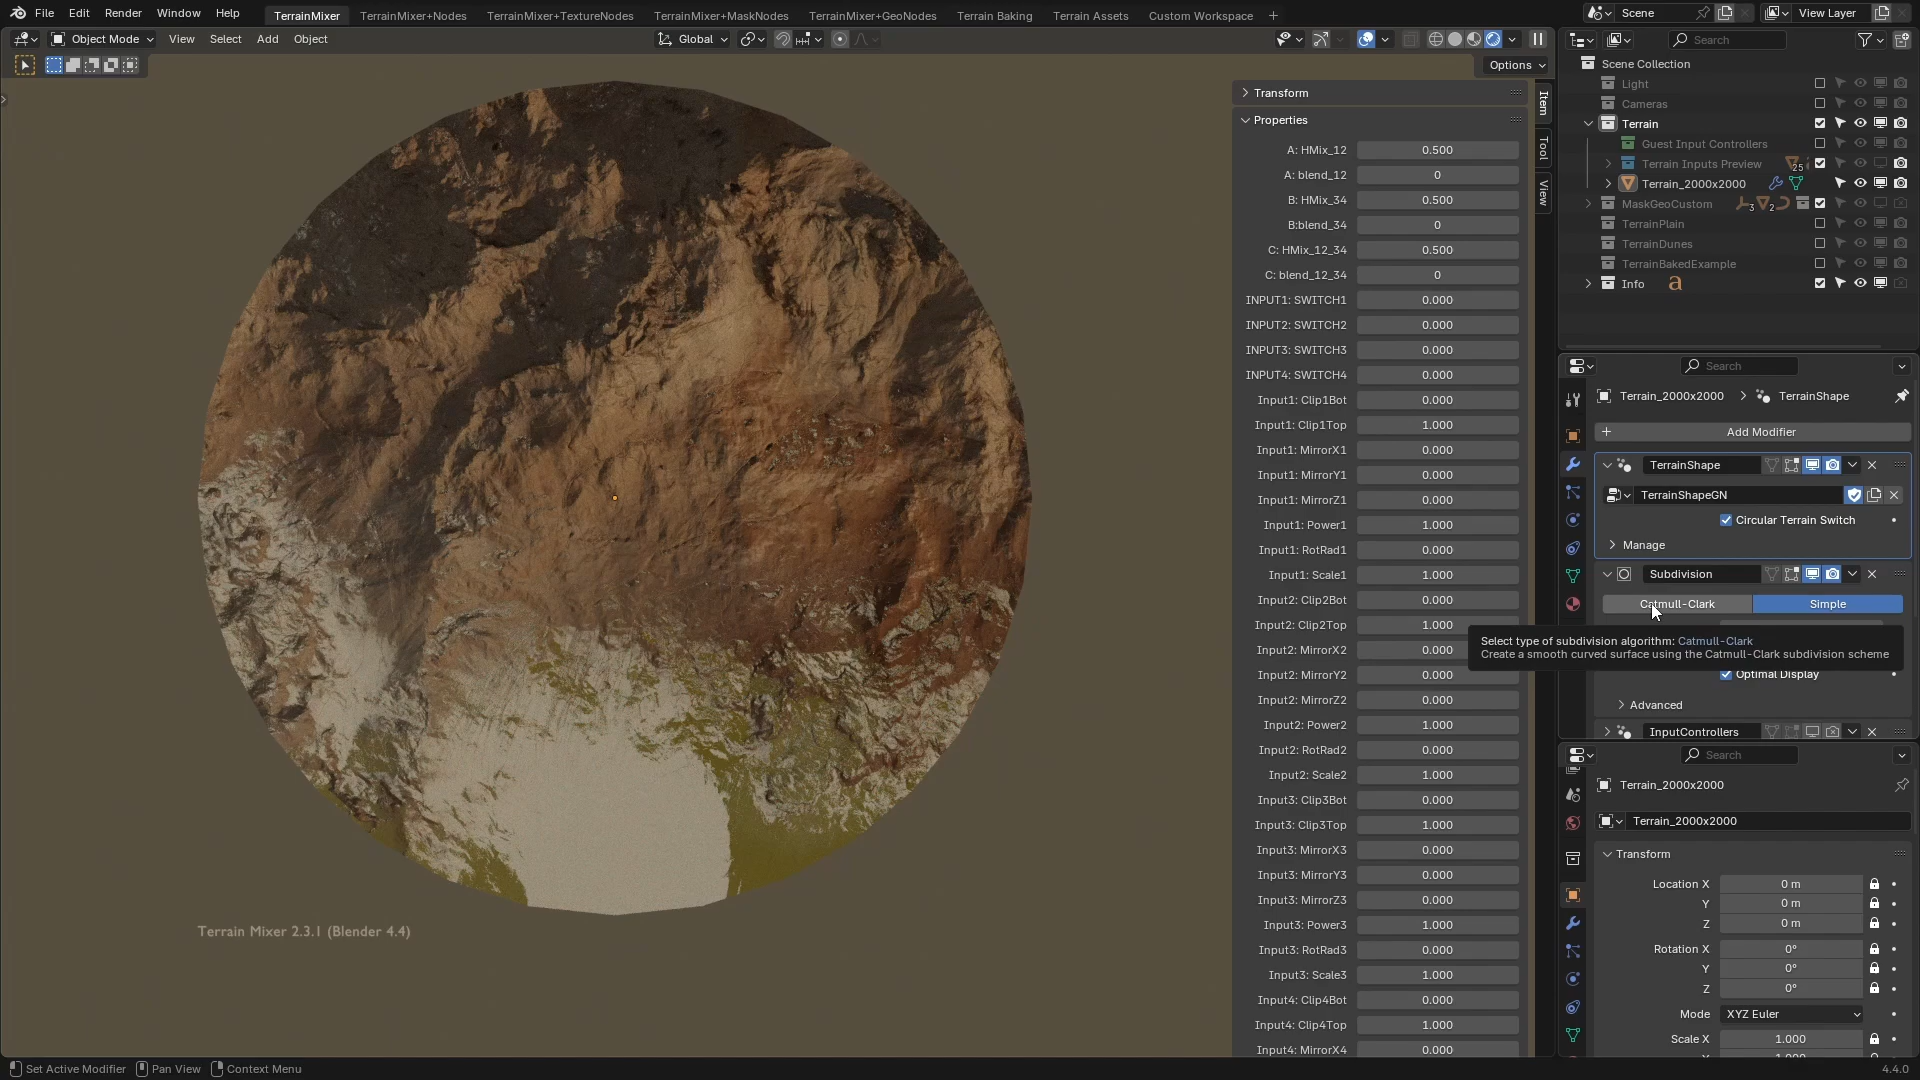 File Edit Render Window Help TerrainMixer TerrainMixer+Nodes TerrainMixer+TextureNodes TerrainMixer+MaskNodes TerrainMixer+GeoNodes Terrain Baking Terrain Assets Custom Workspace + Scene View Layer
Object Mode View Select Add Object Global
Options
Search
Scene Collection
Light
Cameras
Terrain
Guest Input Controllers
Terrain Inputs Preview 25
Terrain_2000x2000
MaskGeoCustom 3 2
TerrainPlain
TerrainDunes
TerrainBakedExample
Info a
Item
Tool
View
Transform
Properties
A: HMix_12 0.500
A: blend_12 0
B: HMix_34 0.500
B:blend_34 0
C: HMix_12_34 0.500
C: blend_12_34 0
INPUT1: SWITCH1 0.000
INPUT2: SWITCH2 0.000
INPUT3: SWITCH3 0.000
INPUT4: SWITCH4 0.000
Input1: Clip1Bot 0.000
Input1: Clip1Top 1.000
Input1: MirrorX1 0.000
Input1: MirrorY1 0.000
Input1: MirrorZ1 0.000
Input1: Power1 1.000
Input1: RotRad1 0.000
Input1: Scale1 1.000
Input2: Clip2Bot 0.000
Input2: Clip2Top 1.000
Input2: MirrorX2 0.000
Input2: MirrorY2 0.000
Input2: MirrorZ2 0.000
Input2: Power2 1.000
Input2: RotRad2 0.000
Input2: Scale2 1.000
Input3: Clip3Bot 0.000
Input3: Clip3Top 1.000
Input3: MirrorX3 0.000
Input3: MirrorY3 0.000
Input3: MirrorZ3 0.000
Input3: Power3 1.000
Input3: RotRad3 0.000
Input3: Scale3 1.000
Input4: Clip4Bot 0.000
Input4: Clip4Top 1.000
Input4: MirrorX4 0.000
Search
Terrain_2000x2000 > TerrainShape
+ Add Modifier
TerrainShape
TerrainShapeGN
Circular Terrain Switch
Manage
Subdivision
Catmull-Clark Simple
Select type of subdivision algorithm: Catmull-Clark
Create a smooth curved surface using the Catmull-Clark subdivision scheme
Optimal Display
Advanced
InputControllers
Search
Terrain_2000x2000
Terrain_2000x2000
Transform
Location X 0 m
Y 0 m
Z 0 m
Rotation X 0°
Y 0°
Z 0°
Mode XYZ Euler
Scale X 1.000
Terrain Mixer 2.3.1 (Blender 4.4)
Set Active Modifier Pan View Context Menu 4.4.0